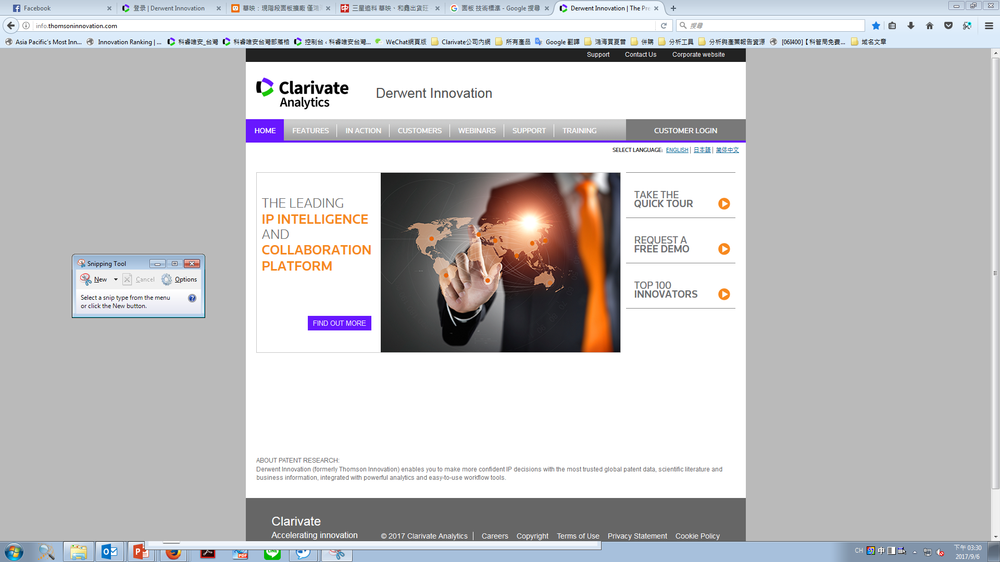 Facebook
登录 | Derwent Innovation
華映：現階段面板擴廠 僅鴻
三星追料 華映、和鑫出貨旺
面板 技術標準 - Google 搜尋
Derwent Innovation | The Pre
info.thomsoninnovation.com
搜尋
Asia Pacific's Most Inn...
Innovation Ranking | ...
科睿唯安_台灣
科睿唯安台灣部落格
控制台 ‹ 科睿唯安台灣...
WeChat網頁版
Clarivate公司內網
所有產品
Google 翻譯
鴻海買夏普
併購
分析工具
分析與產業報告資源
[06I400]【科管局免費...
域名文章
Support
Contact Us
Corporate website
Clarivate
Analytics
Derwent Innovation
HOME
FEATURES
IN ACTION
CUSTOMERS
WEBINARS
SUPPORT
TRAINING
CUSTOMER LOGIN
SELECT LANGUAGE: ENGLISH | 日本語 | 简体中文
THE LEADING
IP INTELLIGENCE
AND
COLLABORATION
PLATFORM
FIND OUT MORE
TAKE THE
QUICK TOUR
REQUEST A
FREE DEMO
TOP 100
INNOVATORS
Snipping Tool
New
Cancel
Options
Select a snip type from the menu
or click the New button.
ABOUT PATENT RESEARCH:
Derwent Innovation (formerly Thomson Innovation) enables you to make more confident IP decisions with the most trusted global patent data, scientific literature and
business information, integrated with powerful analytics and easy-to-use workflow tools.
Clarivate
Accelerating innovation
© 2017 Clarivate Analytics
Careers
Copyright
Terms of Use
Privacy Statement
Cookie Policy
PDF
LINE
CH
中
下午 03:30
2017/9/6